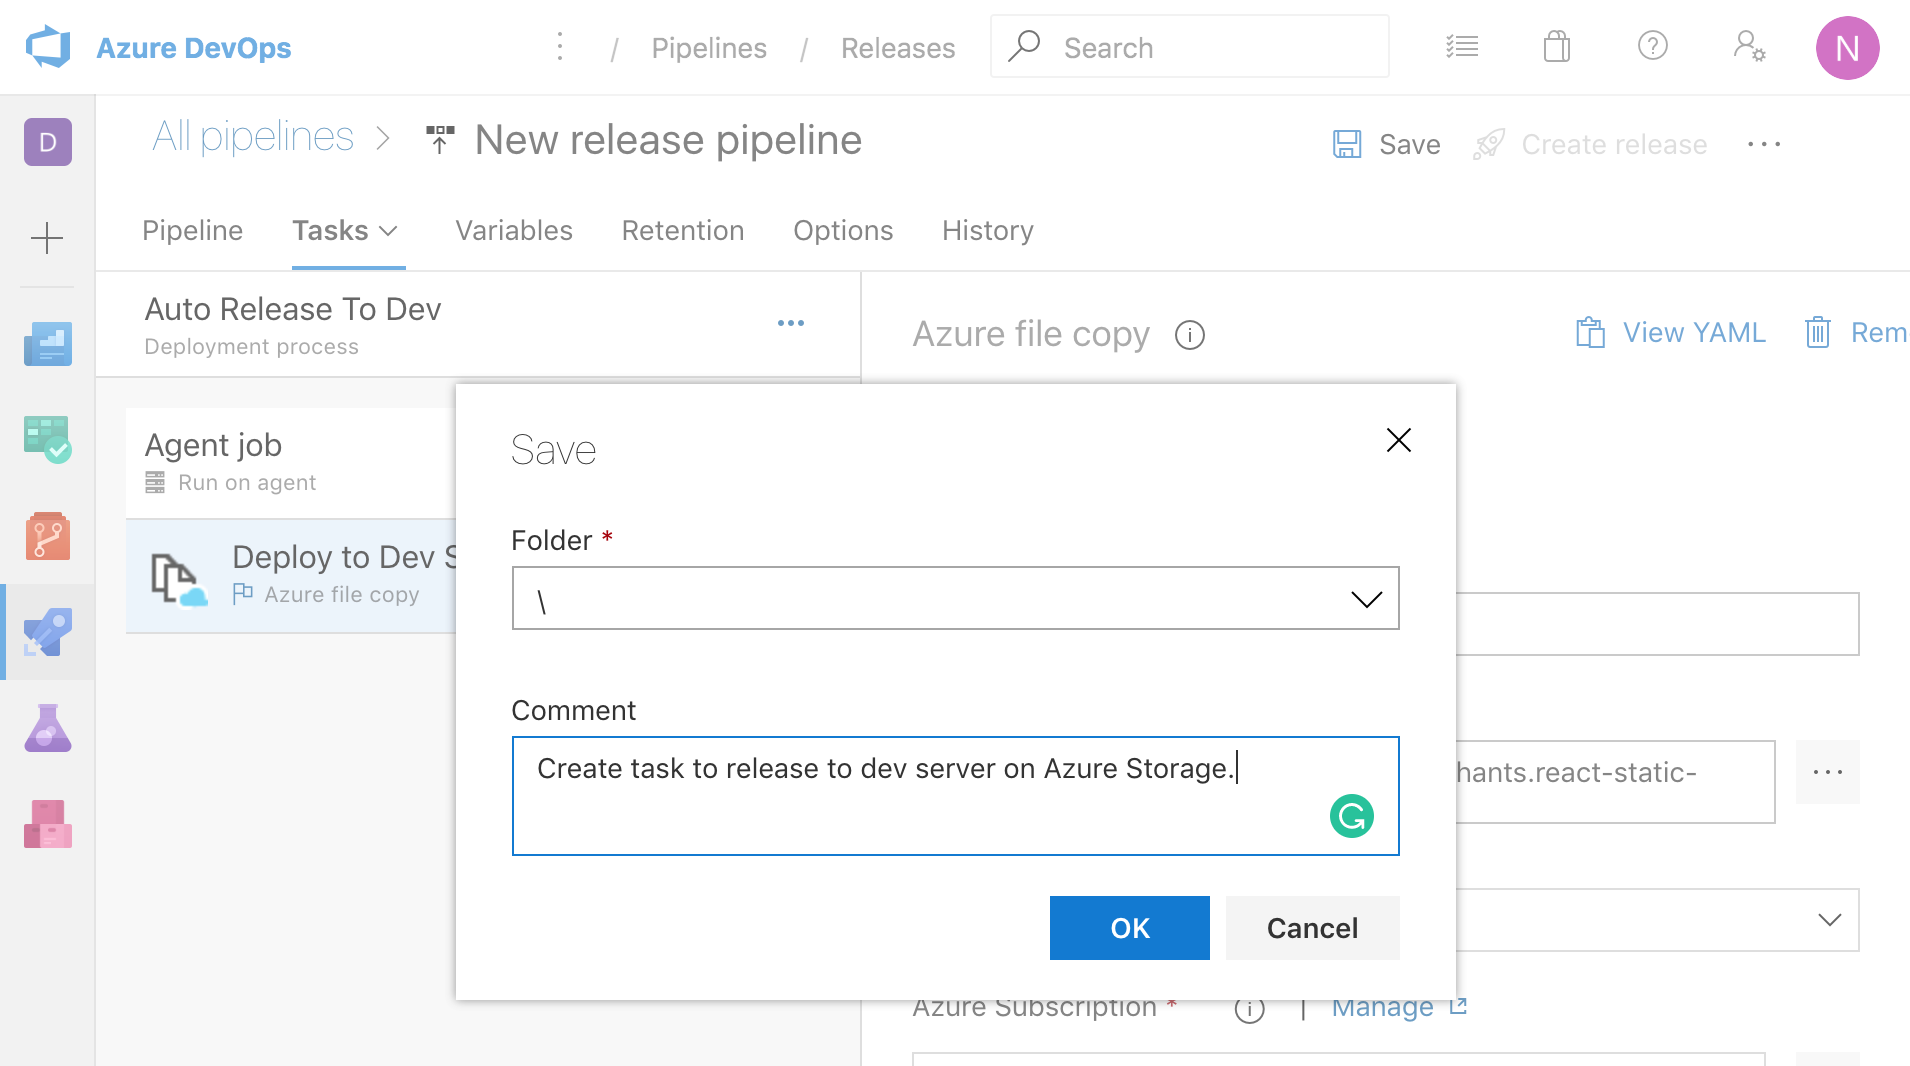 Azure DevOps
/ Pipelines / Releases
Search
N
D
All pipelines
New release pipeline
Save
Create release
Pipeline
Tasks
Variables
Retention
Options
History
Auto Release To Dev
Deployment process
Azure file copy
View YAML
Rem
Agent job
Run on agent
Deploy to Dev S
Azure file copy
Save
Folder *
\
Comment
Create task to release to dev server on Azure Storage.
OK
Cancel
hants.react-static-
Azure Subscription *
| Manage